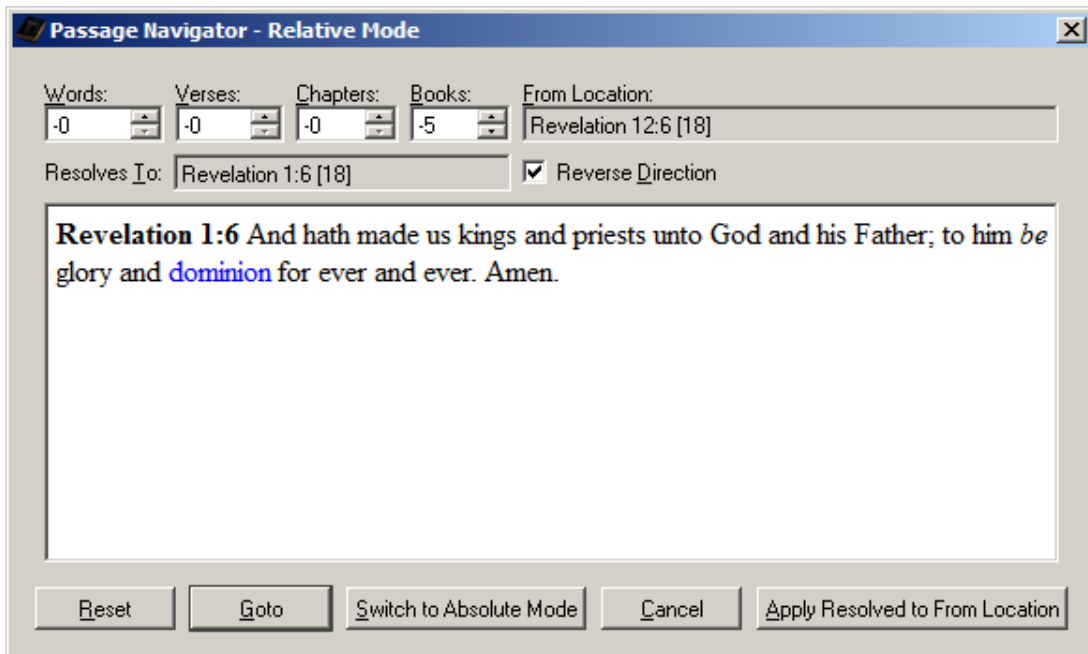 Passage Navigator - Relative Mode
Words: Verses: Chapters: Books: From Location:
-0 -0 -0 -5 Revelation 12:6 [18]
Resolves To: Revelation 1:6 [18] Reverse Direction
Revelation 1:6 And hath made us kings and priests unto God and his Father; to him be
glory and dominion for ever and ever. Amen.
Reset Goto Switch to Absolute Mode Cancel Apply Resolved to From Location